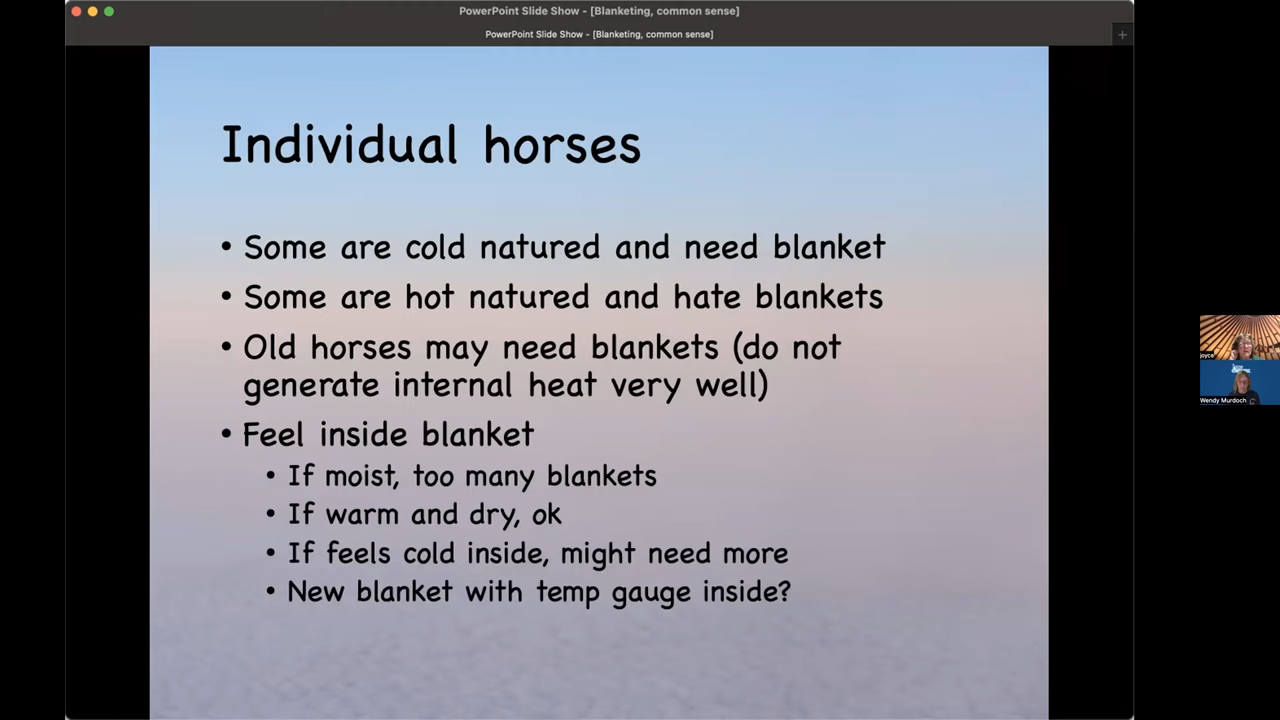 PowerPoint Slide Show - [Blanketing, common sense]
PowerPoint Slide Show - [Blanketing, common sense]
Individual horses
• Some are cold natured and need blanket
• Some are hot natured and hate blankets
• Old horses may need blankets (do not
generate internal heat very well)
• Feel inside blanket
• If moist, too many blankets
• If warm and dry, ok
• If feels cold inside, might need more
• New blanket with temp gauge inside?
joyce
Wendy Murdoch